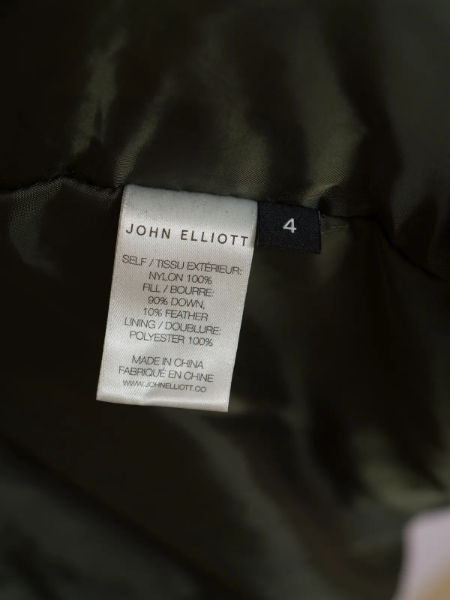 JOHN ELLIOTT
4
SELF / TISSU EXTÉRIEUR:
NYLON 100%
FILL / BOURRE:
90% DOWN,
10% FEATHER
LINING / DOUBLURE:
POLYESTER 100%
MADE IN CHINA
FABRIQUÉ EN CHINE
WWW.JOHNELLIOTT.CO